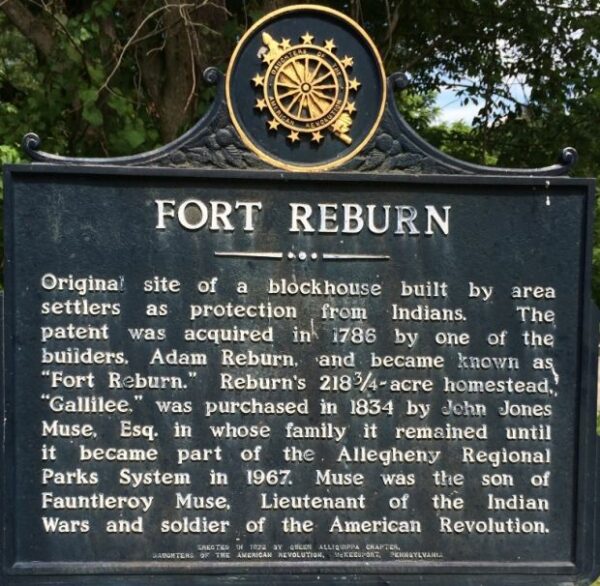 DAUGHTERS OF THE
AMERICAN REVOLUTION
FORT REBURN
Original site of a blockhouse built by area
settlers as protection from Indians. The
patent was acquired in 1786 by one of the
builders, Adam Reburn, and became known as
"Fort Reburn." Reburn's 218¾-acre homestead,
"Gallilee," was purchased in 1834 by John Jones
Muse, Esq. in whose family it remained until
it became part of the Allegheny Regional
Parks System in 1967. Muse was the son of
Fauntleroy Muse, Lieutenant of the Indian
Wars and soldier of the American Revolution.
ERECTED IN BY QUEEN ALLIQUIPPA CHAPTER,
DAUGHTERS OF THE AMERICAN REVOLUTION, McKEESPORT, PENNSYLVANIA